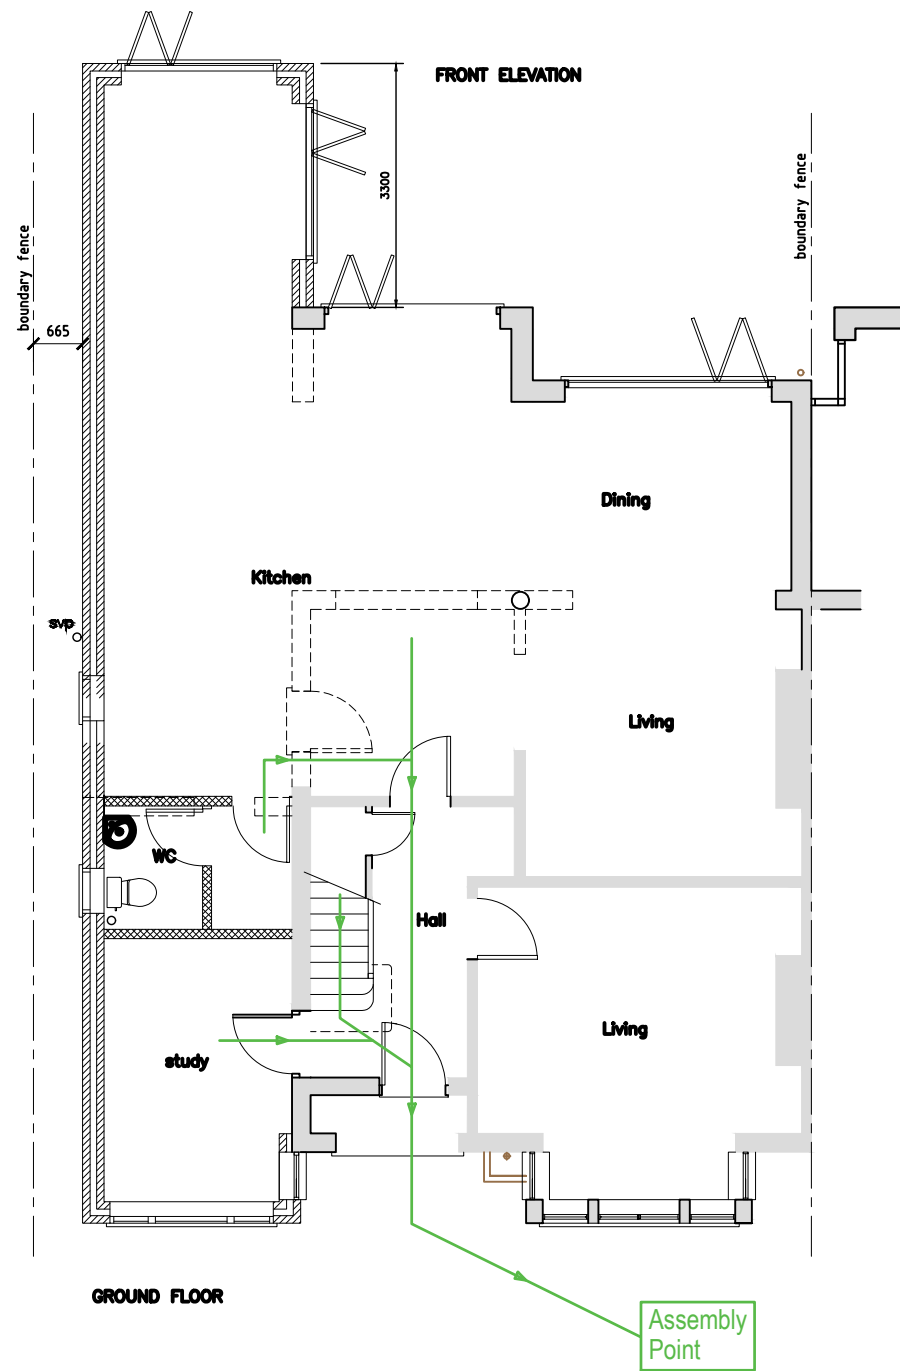 FRONT ELEVATION
boundary fence
3300
boundary fence
665
Dining
Kitchen
svp
Living
WC
Hall
Living
study
GROUND FLOOR
Assembly
Point